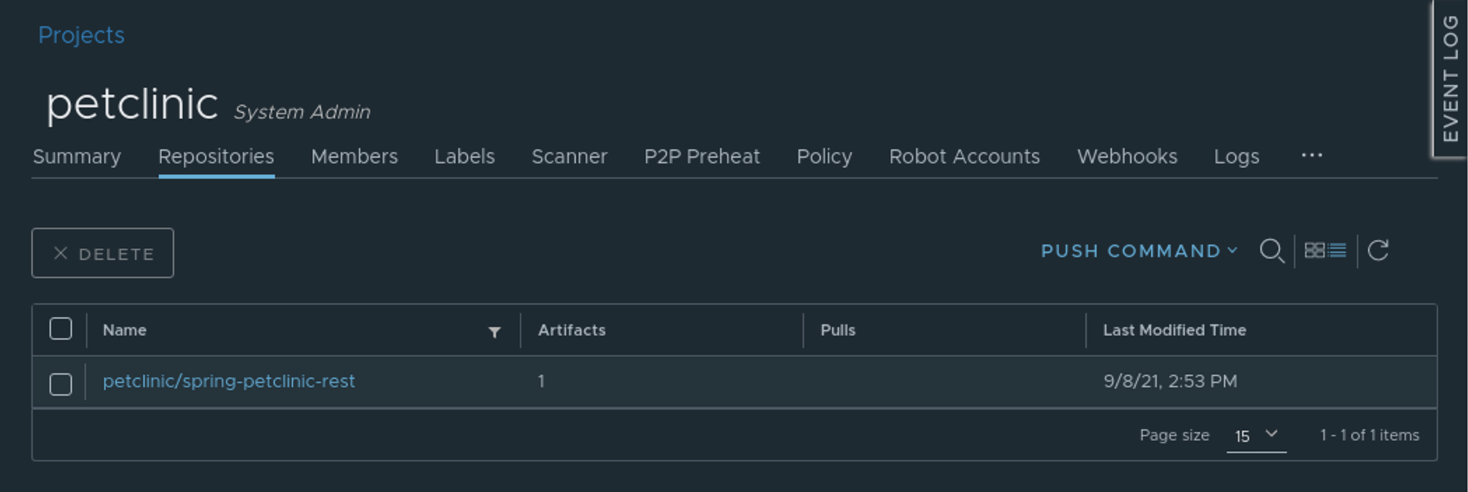 Projects
EVENT LOG
petclinic System Admin
Summary Repositories Members Labels Scanner P2P Preheat Policy Robot Accounts Webhooks Logs ...
DELETE
PUSH COMMAND
Name Artifacts Pulls Last Modified Time
petclinic/spring-petclinic-rest 1 9/8/21, 2:53 PM
Page size 15 1 - 1 of 1 items